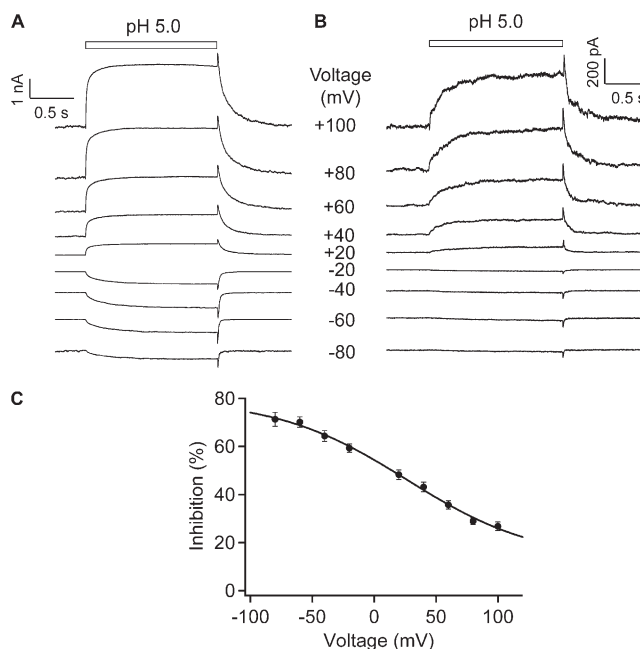 A
pH 5.0
1 nA
0.5 s
B
pH 5.0
200 pA
0.5 s
Voltage
(mV)
+100
+80
+60
+40
+20
-20
-40
-60
-80
C
80
60
40
20
0
Inhibition (%)
-100
-50
0
50
100
Voltage (mV)